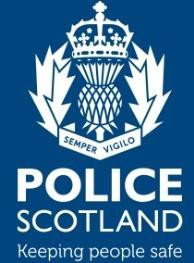 SEMPER VIGILO
POLICE
SCOTLAND
Keeping people safe